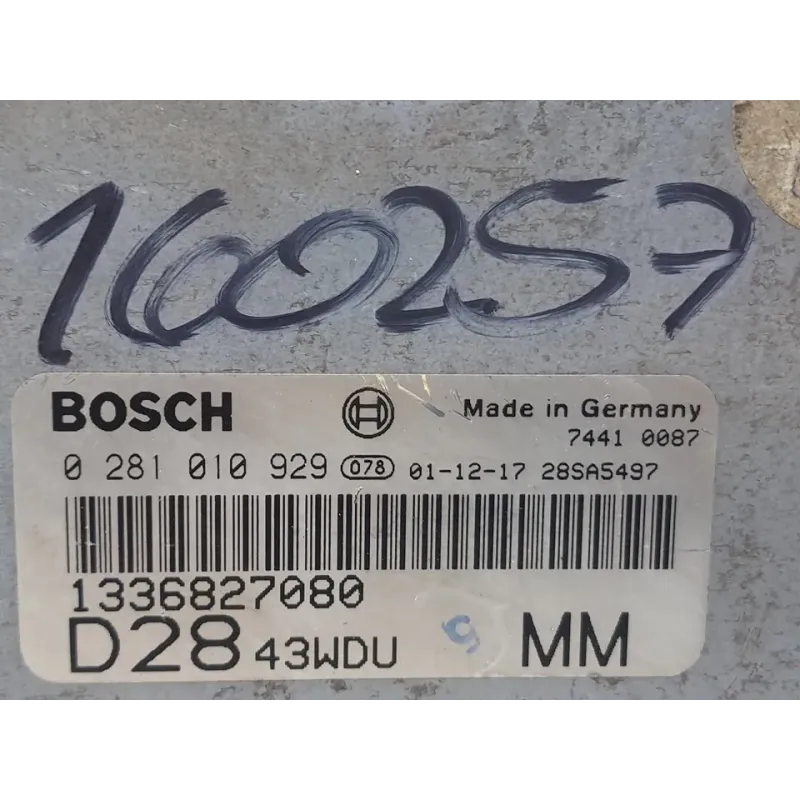 160257
BOSCH Made in Germany
7441 0087
0 281 010 929 078 01-12-17 28SA5497
1336827080
D28 43WDU MM